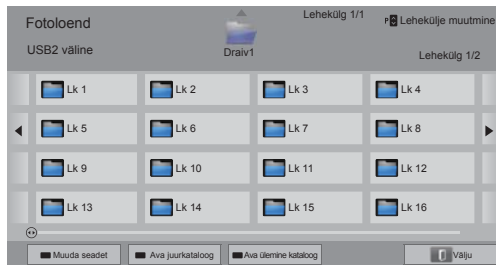 Fotoloend
Lehekülg 1/1
P Lehekülje muutmine
USB2 väline
Draiv1
Lehekülg 1/2
Lk 1 Lk 2 Lk 3 Lk 4
Lk 5 Lk 6 Lk 7 Lk 8
Lk 9 Lk 10 Lk 11 Lk 12
Lk 13 Lk 14 Lk 15 Lk 16
Muuda seadet Ava juurkataloog Ava ülemine kataloog Välju